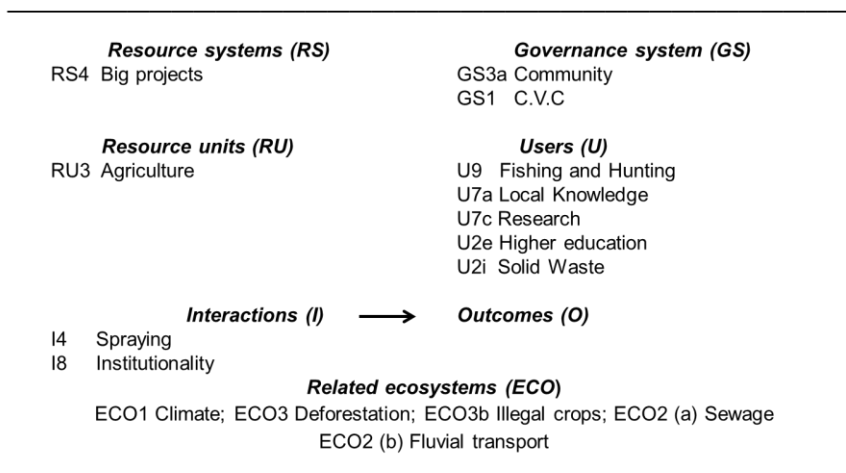 Resource systems (RS)
RS4 Big projects
Governance system (GS)
GS3a Community
GS1 C.V.C
Resource units (RU)
RU3 Agriculture
Users (U)
U9 Fishing and Hunting
U7a Local Knowledge
U7c Research
U2e Higher education
U2i Solid Waste
Interactions (I) → Outcomes (O)
I4 Spraying
I8 Institutionality
Related ecosystems (ECO)
ECO1 Climate; ECO3 Deforestation; ECO3b Illegal crops; ECO2 (a) Sewage
ECO2 (b) Fluvial transport